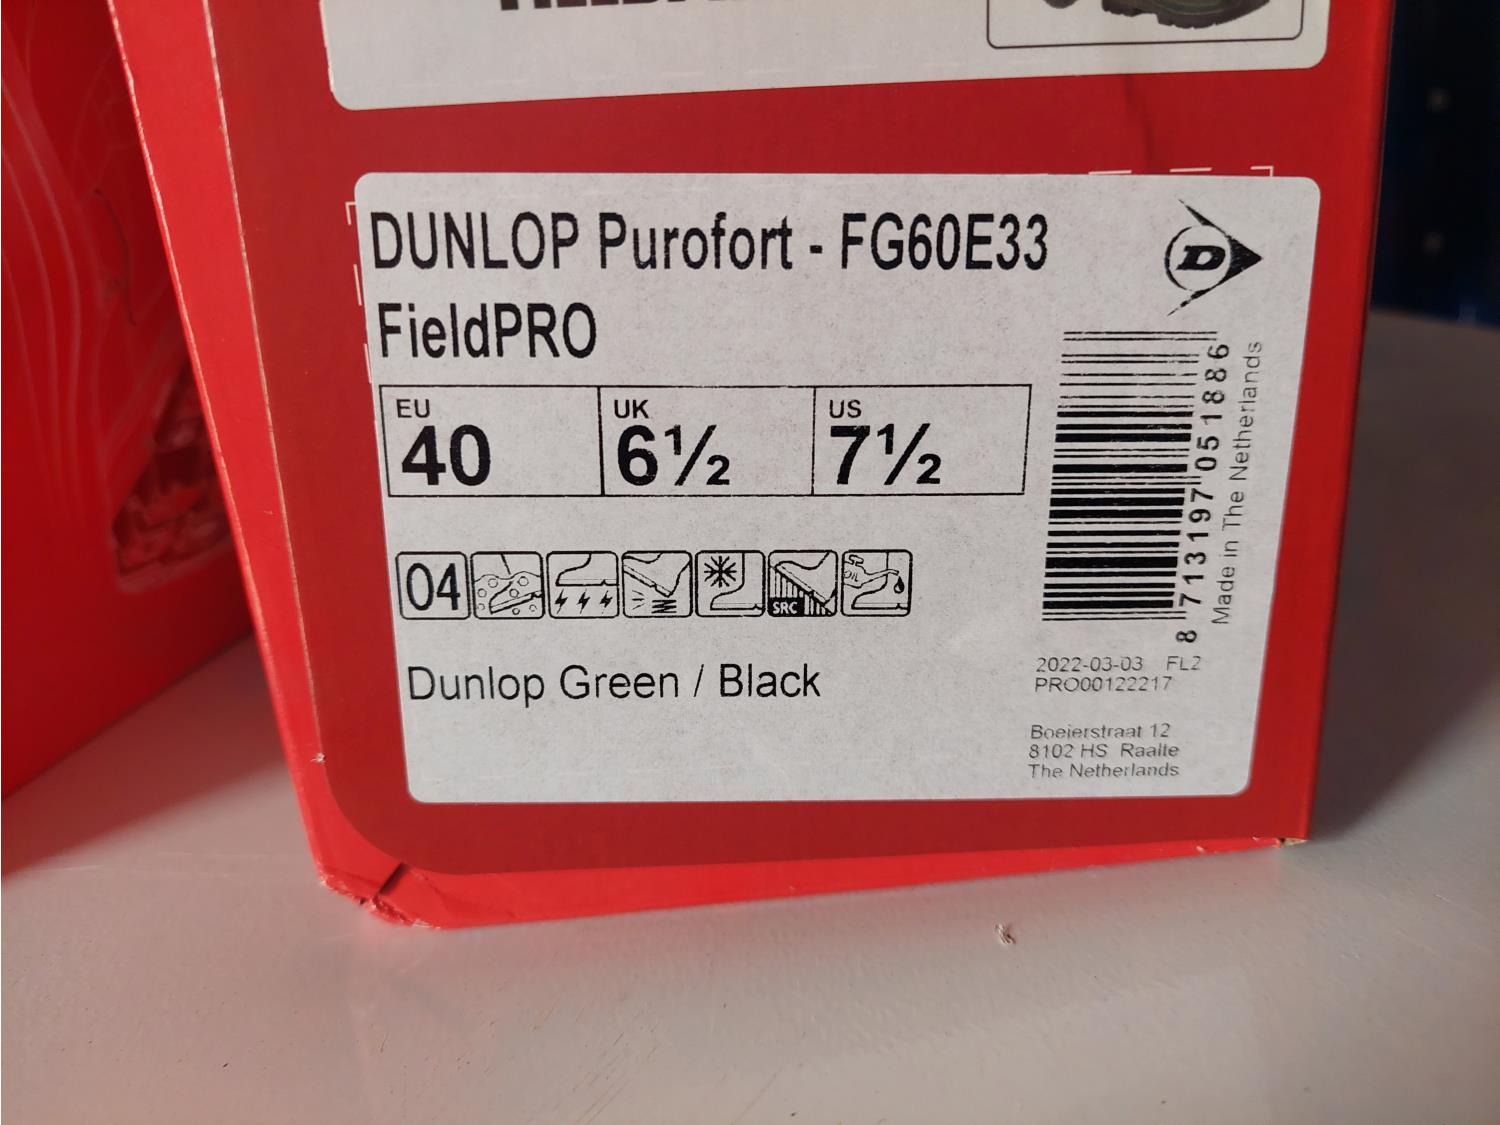 DUNLOP Purofort - FG60E33
FieldPRO
EU
40
UK
6½
US
7½
04
SRC
OIL
Dunlop Green / Black
D
8 713197 051886
Made in The Netherlands
2022-03-03 FL2
PRO00122217
Boeierstraat 12
8102 HS Raalte
The Netherlands